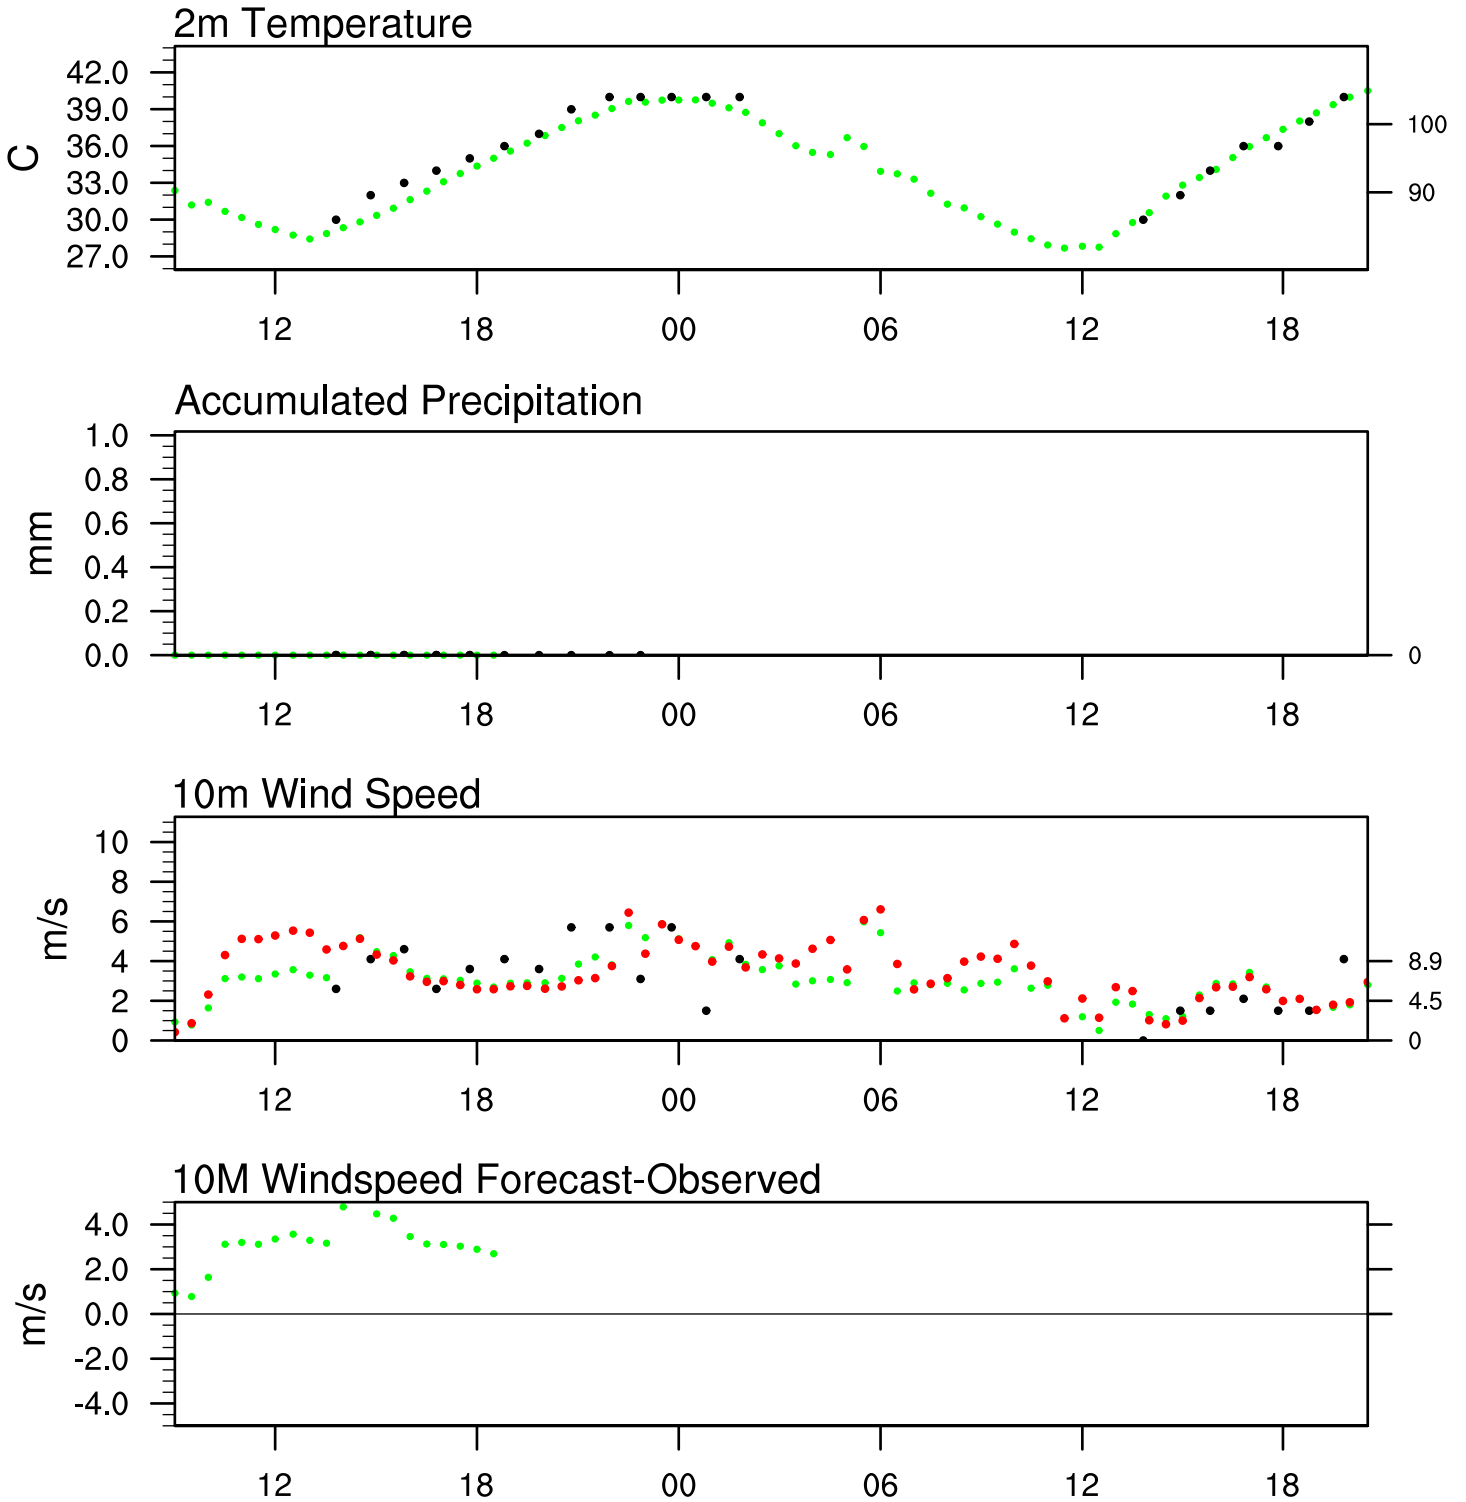 2m Temperature
42.0
39.0
36.0
33.0
30.0
27.0
C
100
90
12 18 00 06 12 18
Accumulated Precipitation
1.0
0.8
0.6
0.4
0.2
0.0
mm
0
12 18 00 06 12 18
10m Wind Speed
10
8
6
4
2
0
m/s
8.9
4.5
0
12 18 00 06 12 18
10M Windspeed Forecast-Observed
4.0
2.0
0.0
-2.0
-4.0
m/s
12 18 00 06 12 18